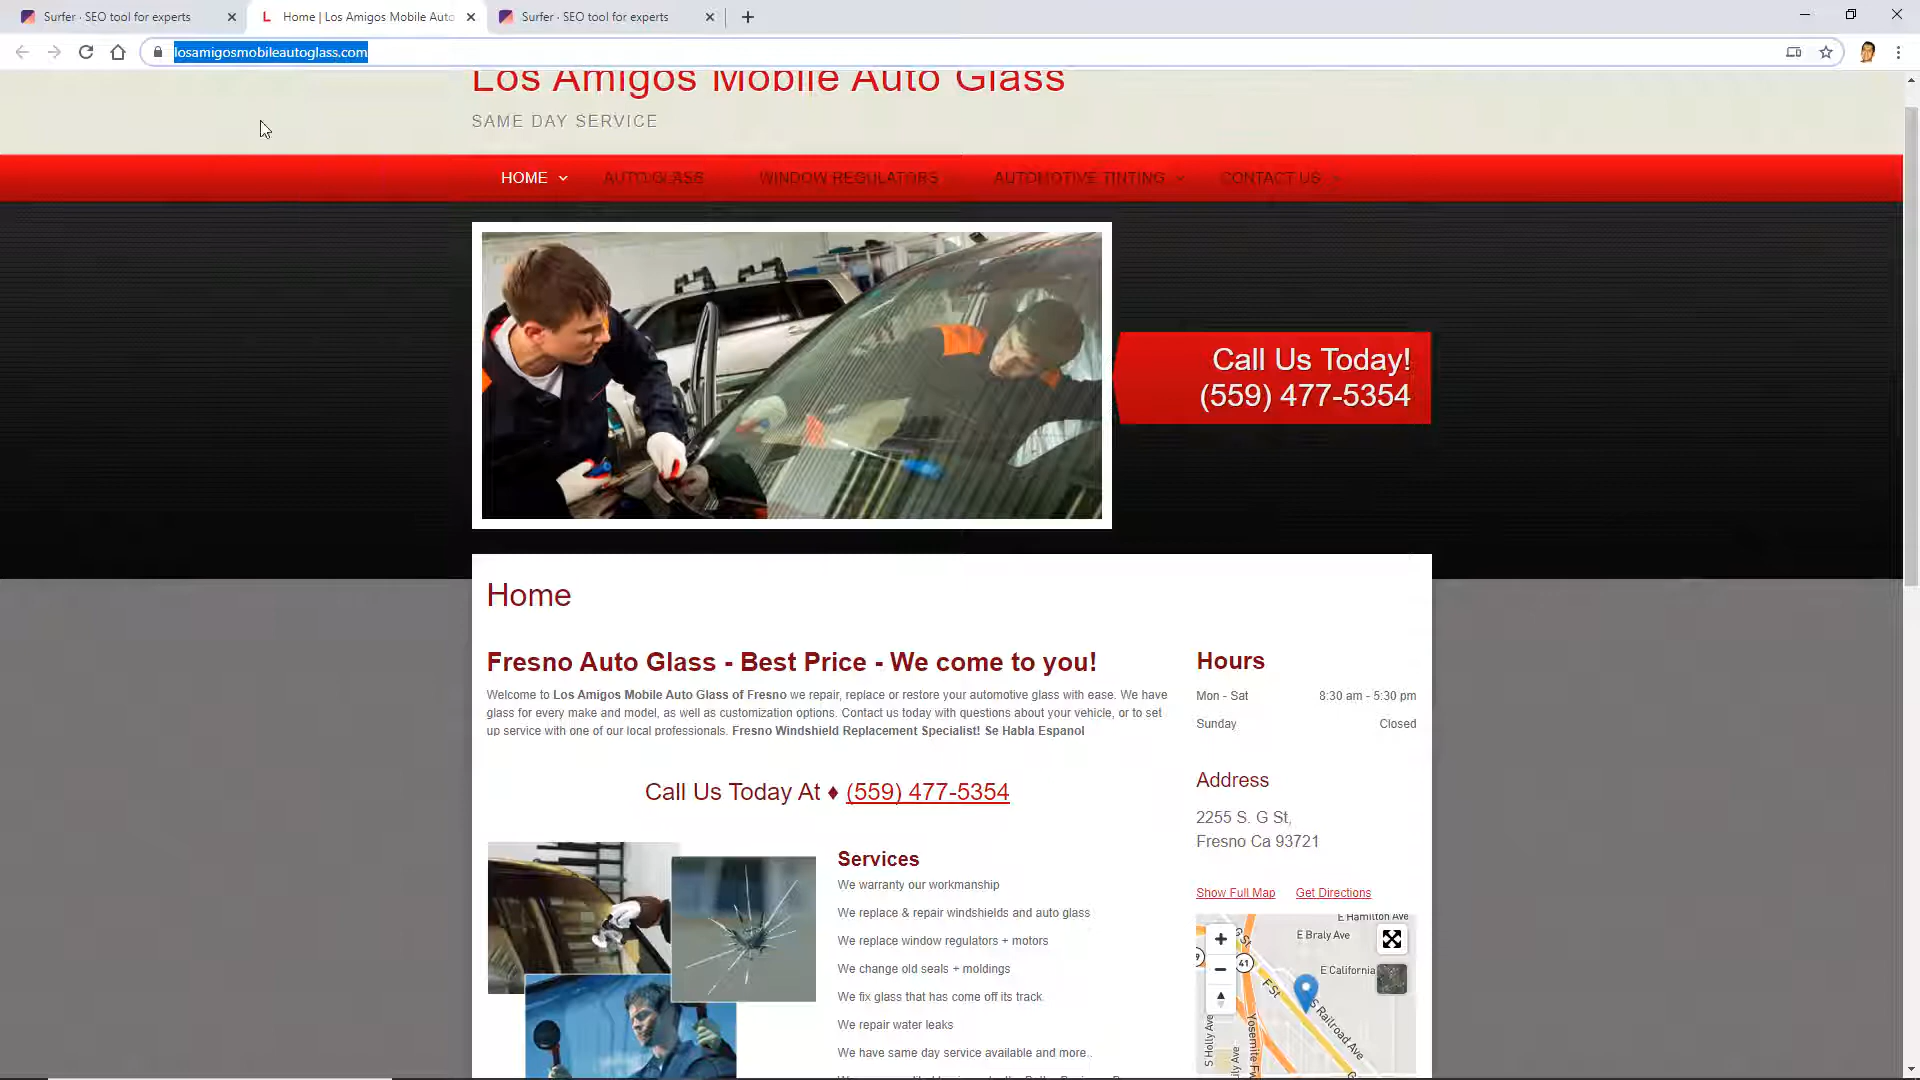 Surfer · SEO tool for experts
Home | Los Amigos Mobile Auto
Surfer · SEO tool for experts
losamigosmobileautoglass.com
Los Amigos Mobile Auto Glass
SAME DAY SERVICE
HOME
AUTO GLASS
WINDOW REGULATORS
AUTOMOTIVE TINTING
CONTACT US
Call Us Today!
(559) 477-5354
Home
Fresno Auto Glass - Best Price - We come to you!
Welcome to Los Amigos Mobile Auto Glass of Fresno we repair, replace or restore your automotive glass with ease. We have
glass for every make and model, as well as customization options. Contact us today with questions about your vehicle, or to set
up service with one of our local professionals. Fresno Windshield Replacement Specialist! Se Habla Espanol
Call Us Today At ♦ (559) 477-5354
Services
We warranty our workmanship
We replace & repair windshields and auto glass
We replace window regulators + motors
We change old seals + moldings
We fix glass that has come off its track
We repair water leaks
We have same day service available and more..
Hours
Mon - Sat 8:30 am - 5:30 pm
Sunday Closed
Address
2255 S. G St,
Fresno Ca 93721
Show Full Map Get Directions
E Hamilton Ave
E Braly Ave
G St
41
E California
F St
S Railroad Ave
S Holly Ave
Yosemite Fw